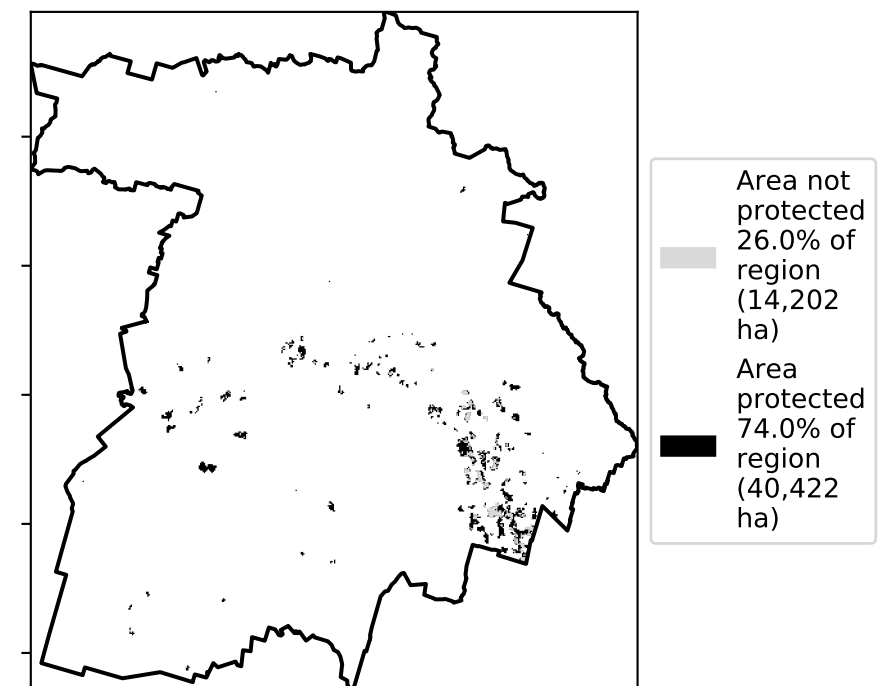 Area not
protected
26.0% of
region
(14,202
ha)
Area
protected
74.0% of
region
(40,422
ha)